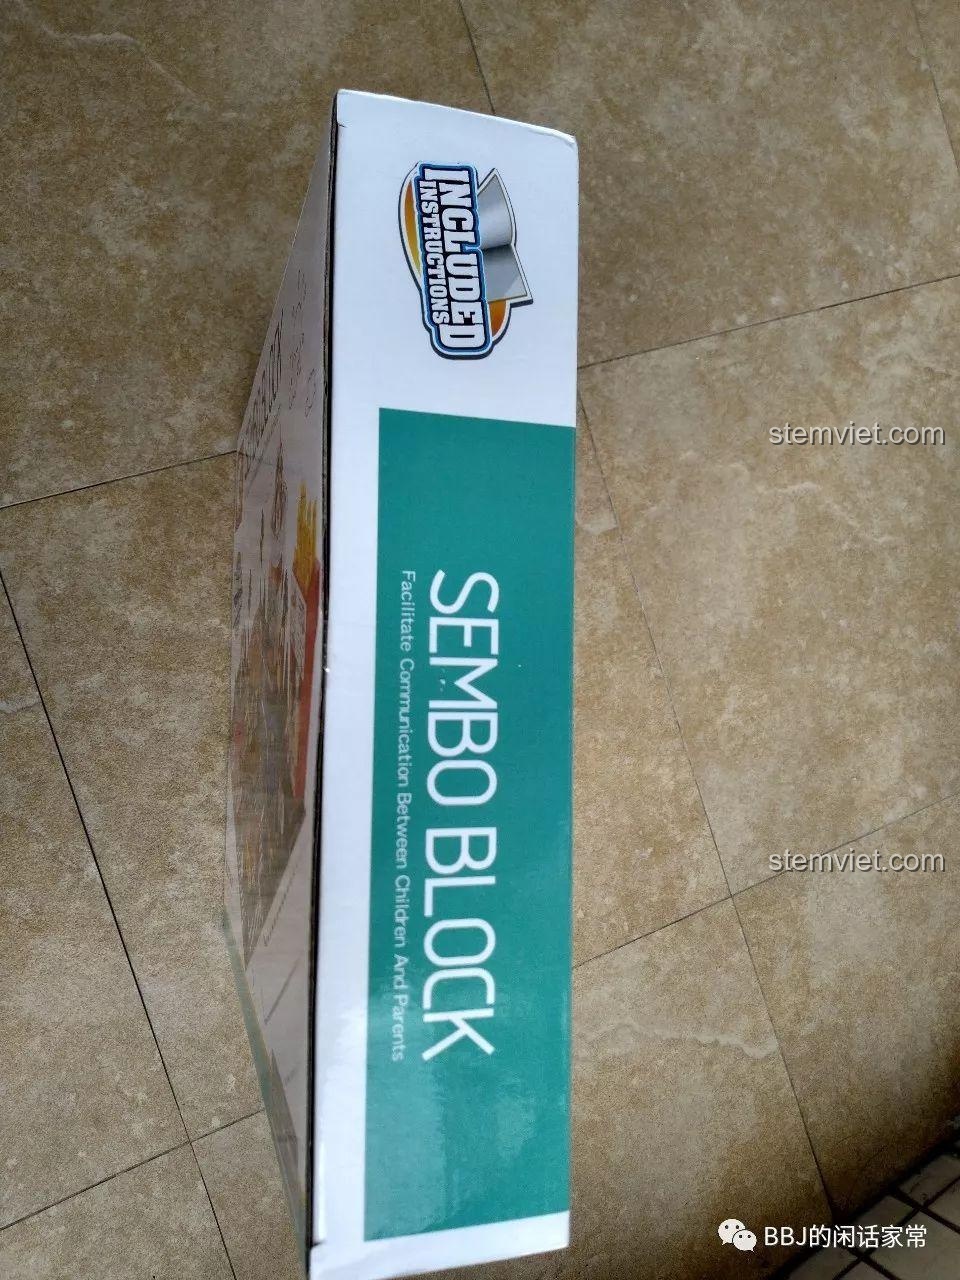 INCLUDED
INSTRUCTIONS
SEMBO BLOCK
Facilitate Communication Between Children And Parents
stemviet.com
stemviet.com
BBJ的闲话家常